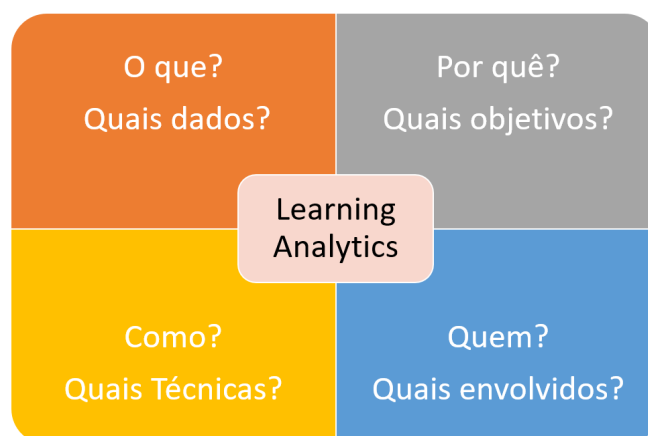 O que?
Quais dados?
Por quê?
Quais objetivos?
Learning
Analytics
Como?
Quais Técnicas?
Quem?
Quais envolvidos?